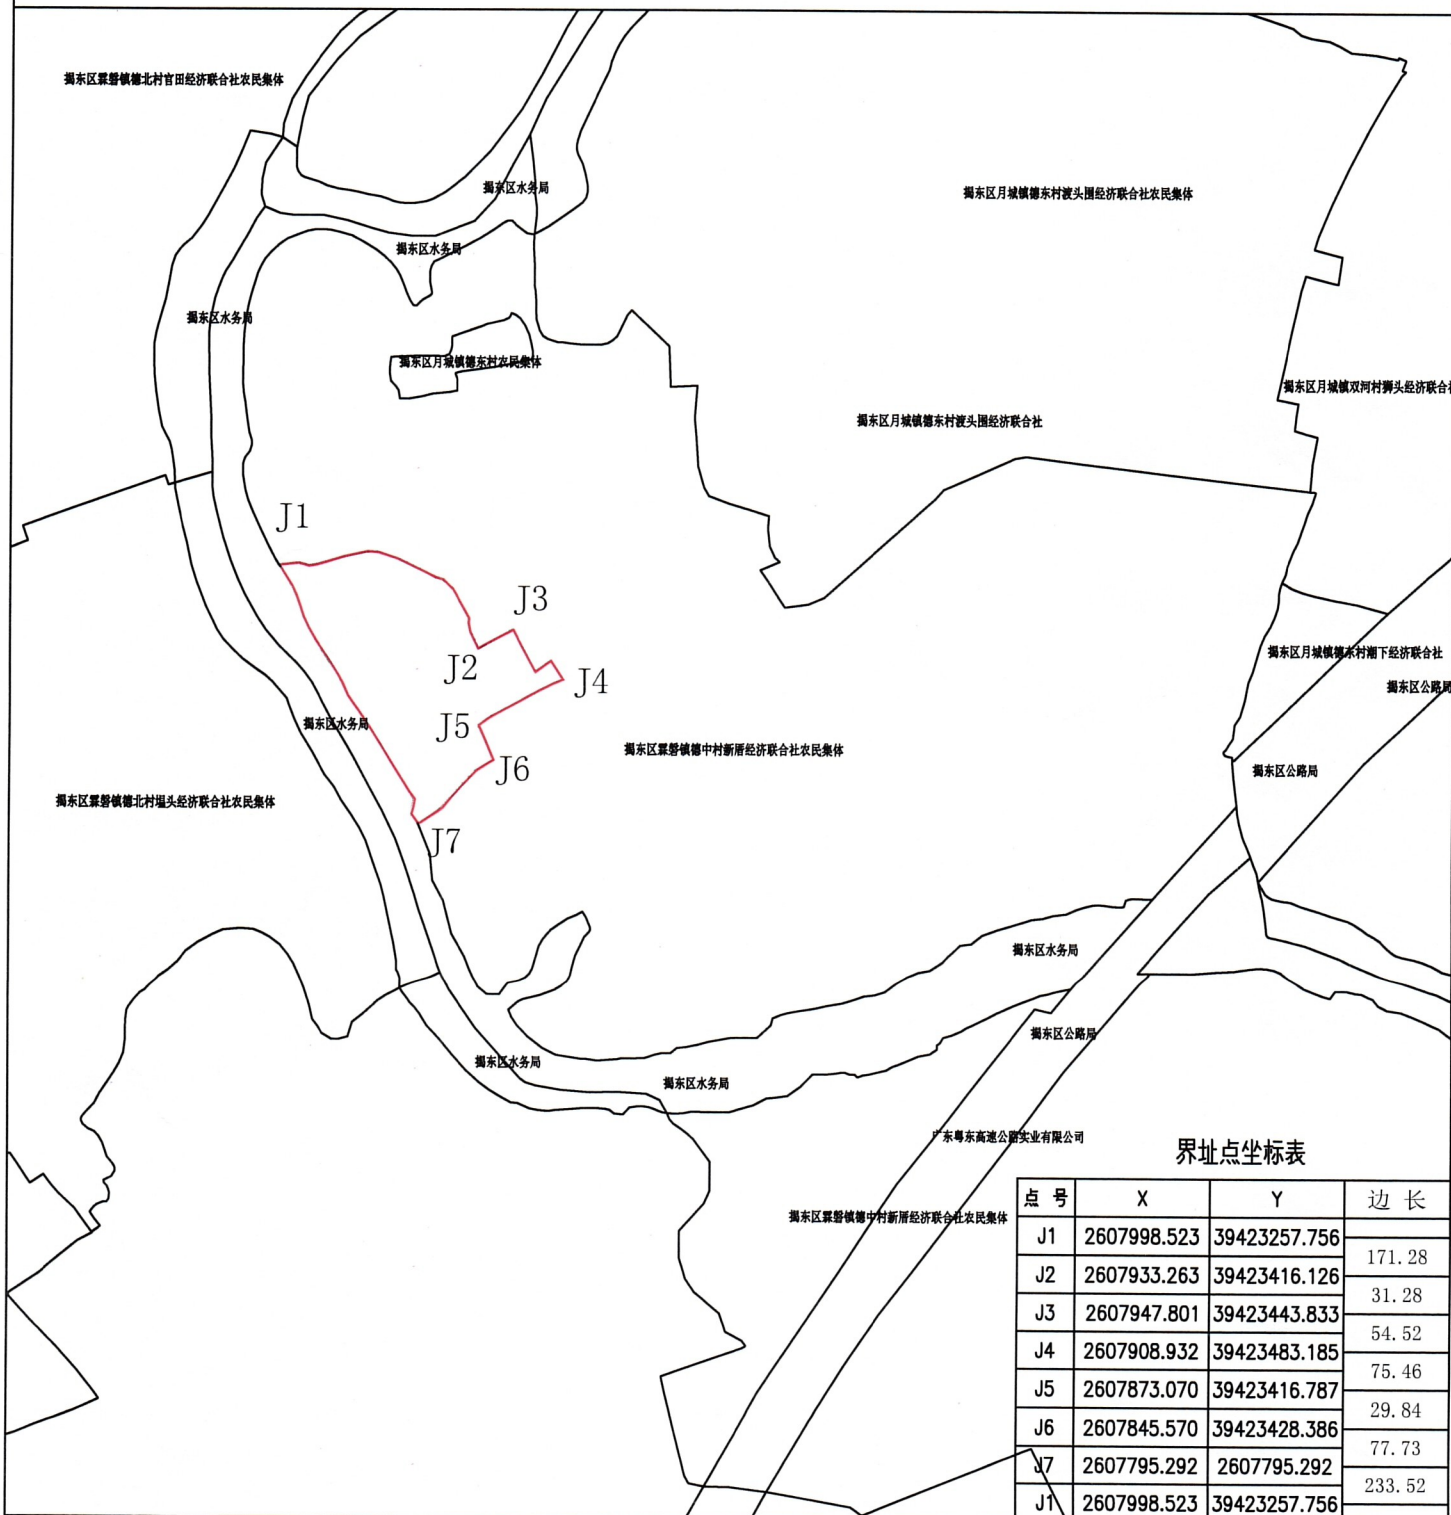 揭东区霖磐镇德北村官田经济联合社农民集体
揭东区水务局
揭东区月城镇德东村渡头围经济联合社农民集体
揭东区水务局
揭东区水务局
揭东区月城镇德东村农民集体
揭东区月城镇双河村狮头经济联合社
揭东区月城镇德东村渡头围经济联合社
J1
J3
J2
J4
揭东区月城镇德东村潮下经济联合社
揭东区公路局
揭东区水务局
J5
揭东区霖磐镇德中村新厝经济联合社农民集体
J6
揭东区公路局
揭东区霖磐镇德北村塭头经济联合社农民集体
J7
揭东区水务局
揭东区公路局
揭东区水务局
揭东区水务局
广东粤东高速公路实业有限公司
揭东区霖磐镇德中村新厝经济联合社农民集体
界址点坐标表
点 号 X Y 边 长
J1 2607998.523 39423257.756
171.28
J2 2607933.263 39423416.126
31.28
J3 2607947.801 39423443.833
54.52
J4 2607908.932 39423483.185
75.46
J5 2607873.070 39423416.787
29.84
J6 2607845.570 39423428.386
77.73
J7 2607795.292 2607795.292
233.52
J1 2607998.523 39423257.756